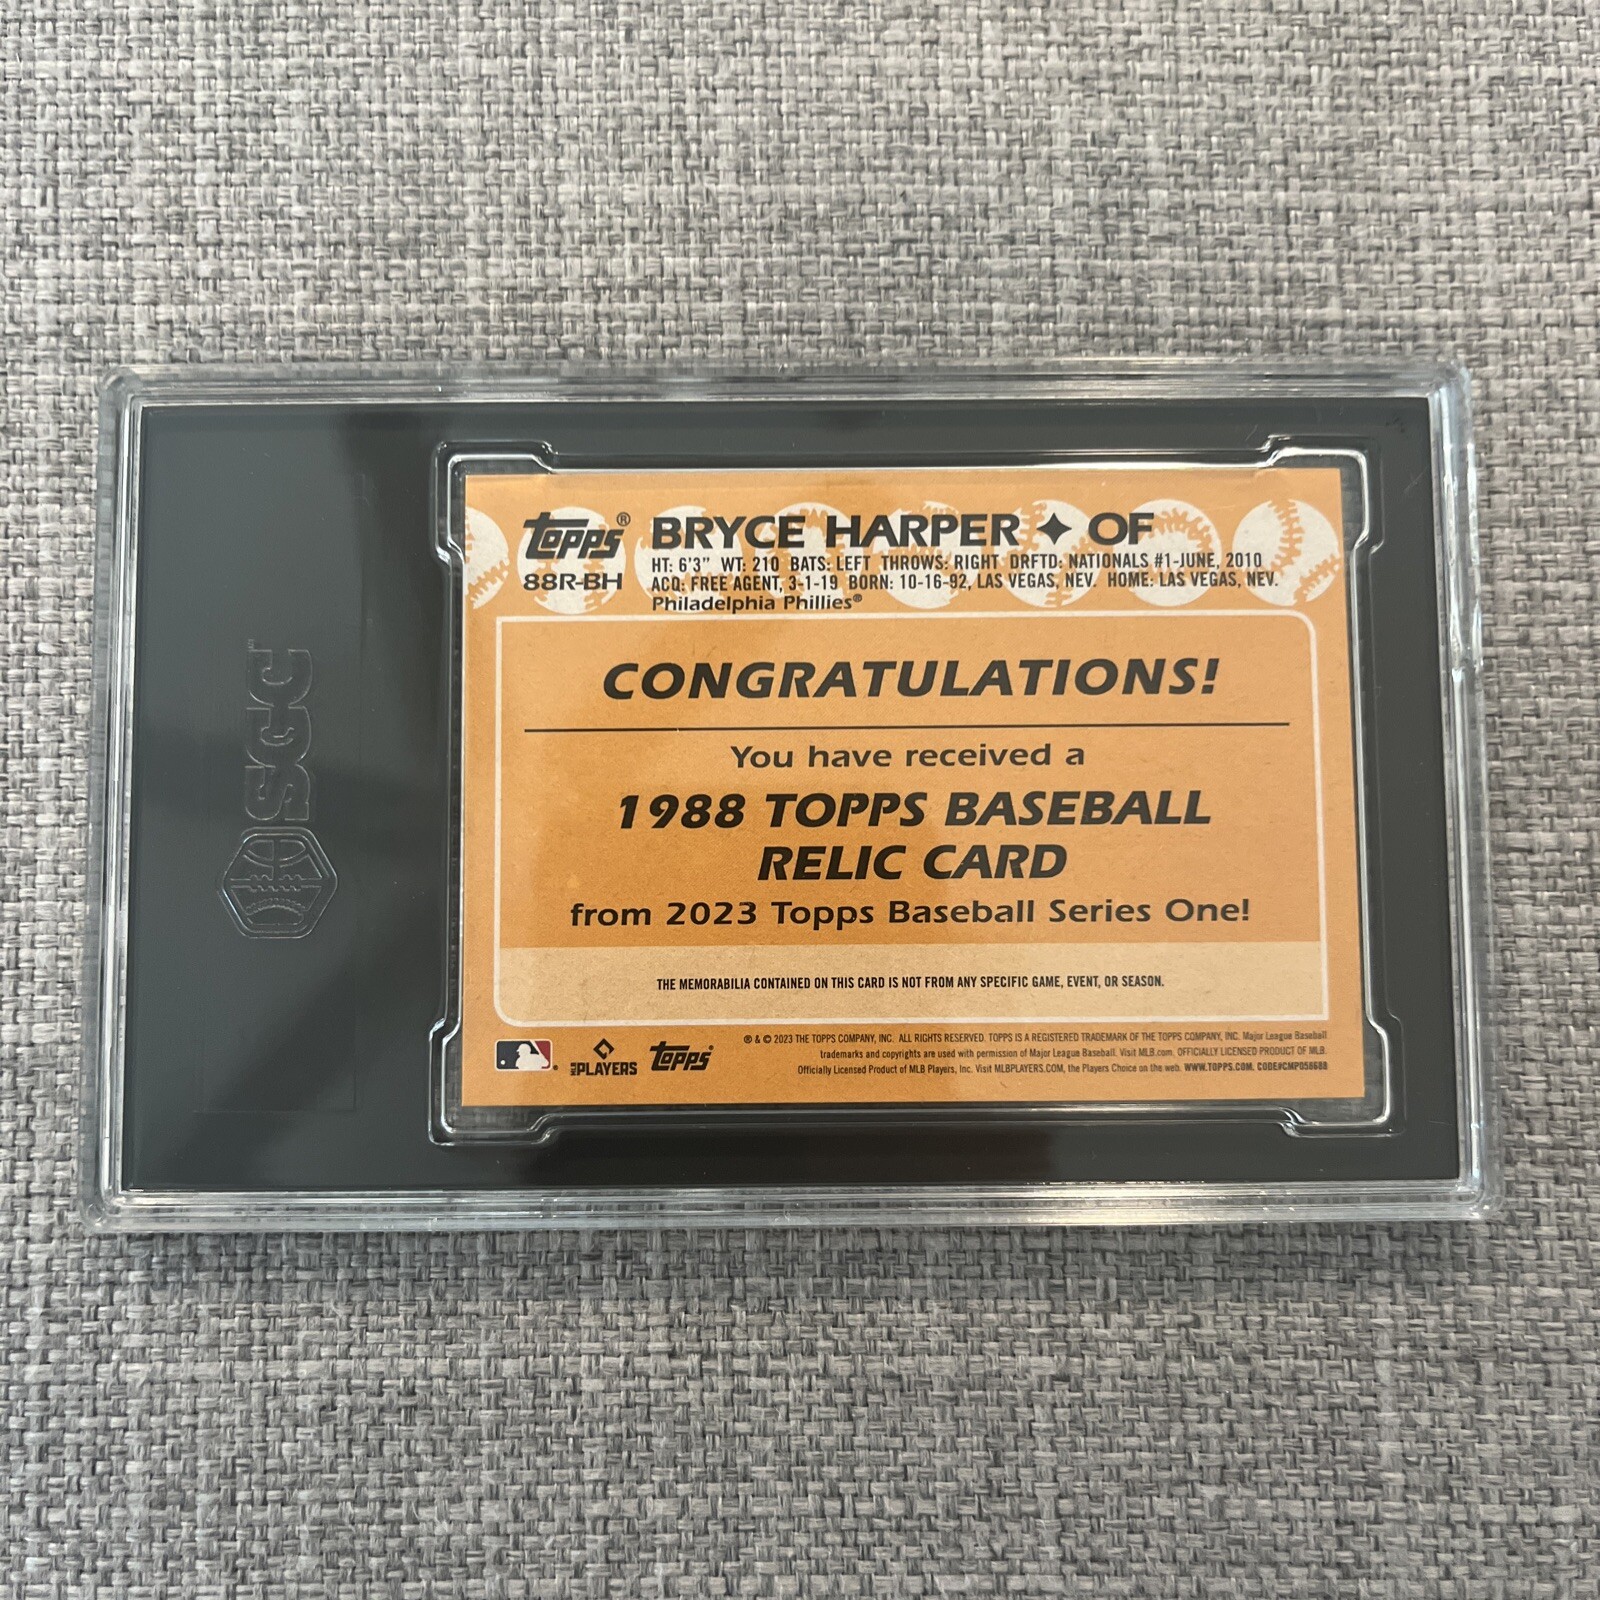 SGC
topps®
88R-BH
BRYCE HARPER ✦ OF
HT: 6'3" WT: 210 BATS: LEFT THROWS: RIGHT DRFTD: NATIONALS #1-JUNE, 2010
ACQ: FREE AGENT, 3-1-19 BORN: 10-16-92, LAS VEGAS, NEV. HOME: LAS VEGAS, NEV.
Philadelphia Phillies®
CONGRATULATIONS!
You have received a
1988 TOPPS BASEBALL
RELIC CARD
from 2023 Topps Baseball Series One!
THE MEMORABILIA CONTAINED ON THIS CARD IS NOT FROM ANY SPECIFIC GAME, EVENT, OR SEASON.
MLB PLAYERS
topps®
® & © 2023 THE TOPPS COMPANY, INC. ALL RIGHTS RESERVED. TOPPS IS A REGISTERED TRADEMARK OF THE TOPPS COMPANY, INC. Major League Baseball
trademarks and copyrights are used with permission of Major League Baseball. Visit MLB.com. OFFICIALLY LICENSED PRODUCT OF MLB.
Officially Licensed Product of MLB Players, Inc. Visit MLBPLAYERS.COM, the Players Choice on the web. WWW.TOPPS.COM. CODE#CMP058688